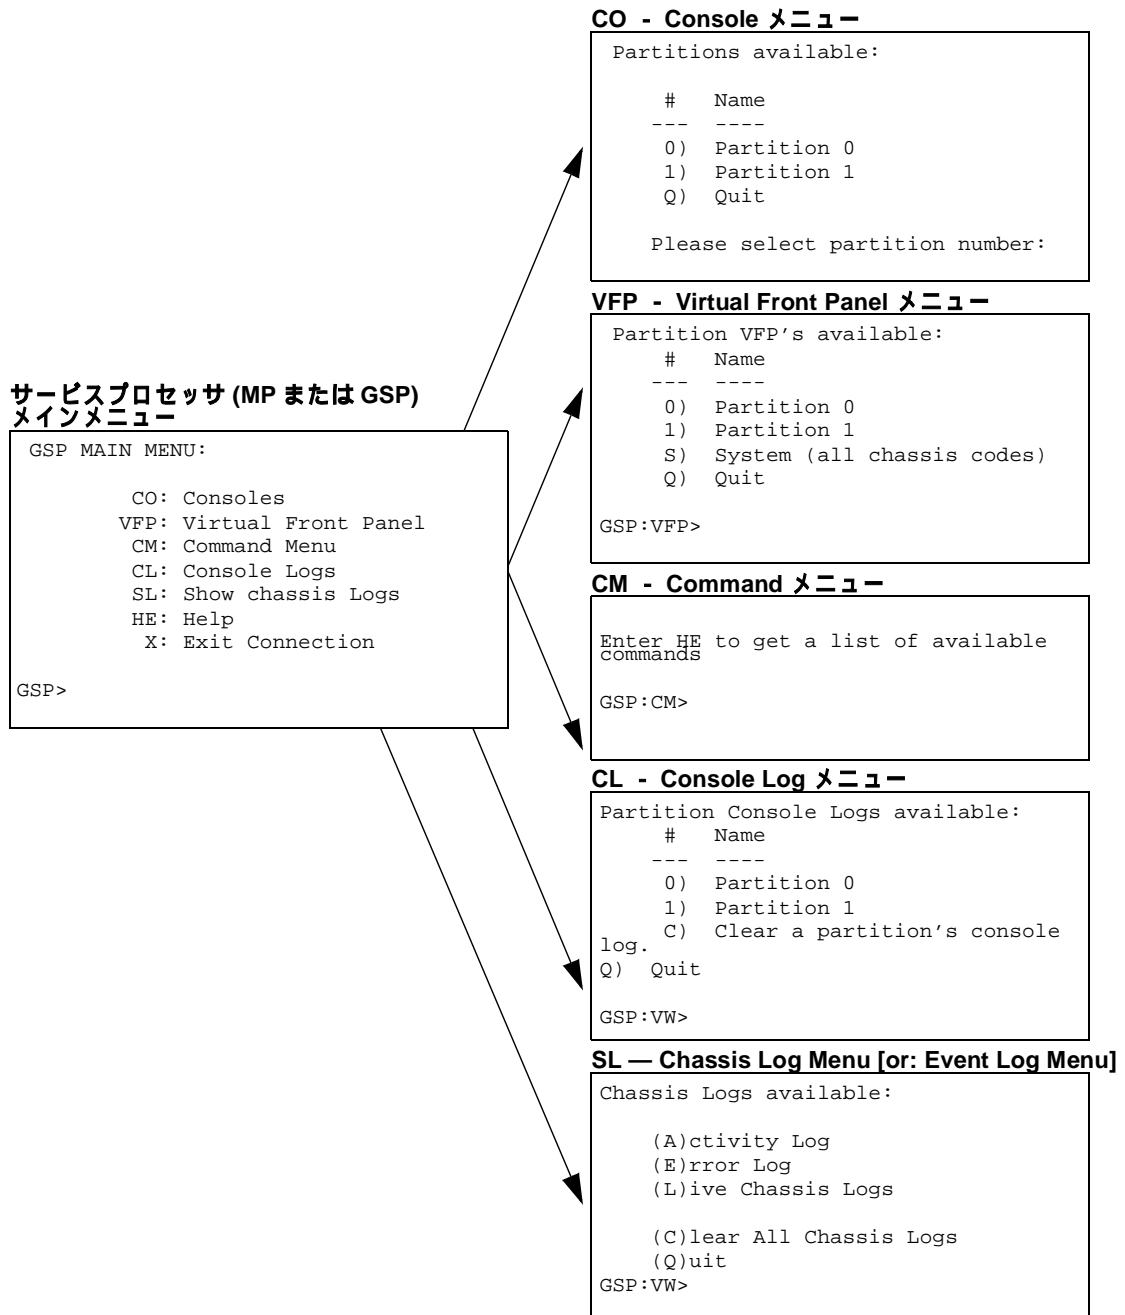 サービスプロセッサ (MP または GSP)
メインメニュー
GSP MAIN MENU:
CO: Consoles
VFP: Virtual Front Panel
CM: Command Menu
CL: Console Logs
SL: Show chassis Logs
HE: Help
X: Exit Connection
GSP>
CO - Console メニュー
Partitions available:
# Name
--- ----
0) Partition 0
1) Partition 1
Q) Quit
Please select partition number:
VFP - Virtual Front Panel メニュー
Partition VFP's available:
# Name
--- ----
0) Partition 0
1) Partition 1
S) System (all chassis codes)
Q) Quit
GSP:VFP>
CM - Command メニュー
Enter HE to get a list of available
commands
GSP:CM>
CL - Console Log メニュー
Partition Console Logs available:
# Name
--- ----
0) Partition 0
1) Partition 1
C) Clear a partition's console
log.
Q) Quit
GSP:VW>
SL — Chassis Log Menu [or: Event Log Menu]
Chassis Logs available:
(A)ctivity Log
(E)rror Log
(L)ive Chassis Logs
(C)lear All Chassis Logs
(Q)uit
GSP:VW>